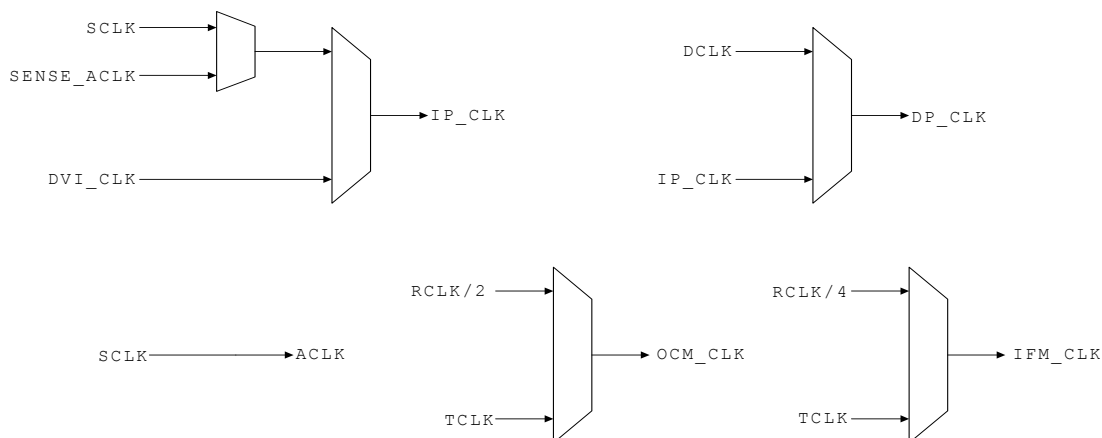 SCLK
SENSE_ACLK
DVI_CLK
IP_CLK
DCLK
IP_CLK
DP_CLK
SCLK
ACLK
RCLK/2
TCLK
OCM_CLK
RCLK/4
TCLK
IFM_CLK